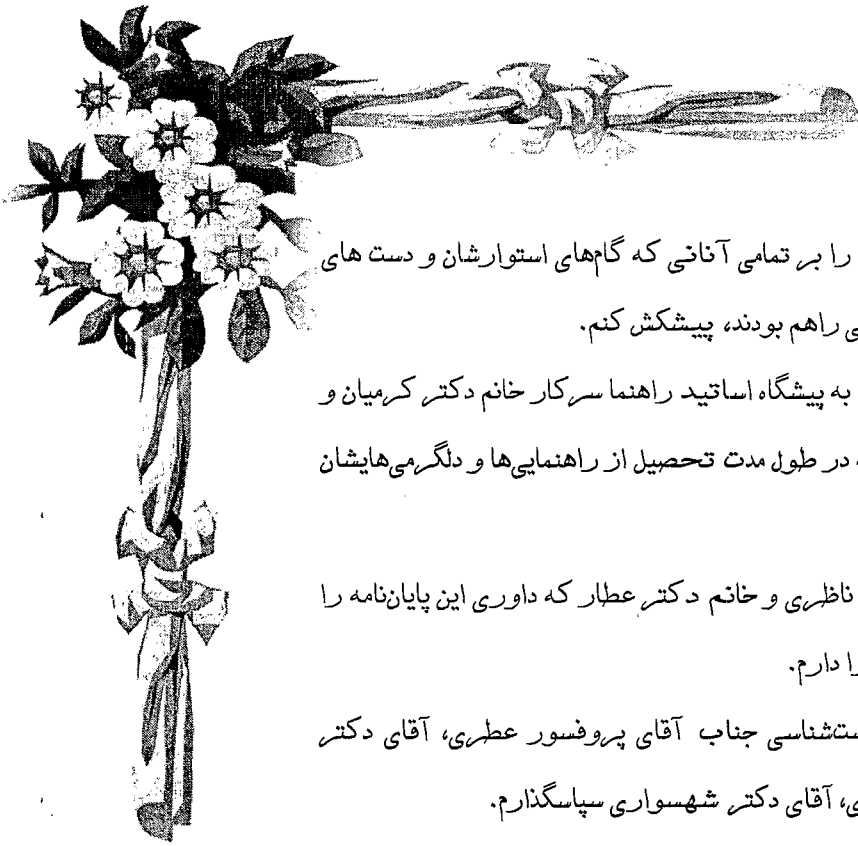 را بر تمامی آنانی که گام‌های استوارشان و دست های
راهم بودند، پیشکش کنم.
به پیشگاه اساتید راهنما سرکار خانم دکتر کرمیان و
در طول مدت تحصیل از راهنمایی‌ها و دلگرمی‌هایشان
ناظری و خانم دکتر عطار که داوری این پایان‌نامه را
را دارم.
ست‌شناسی جناب آقای پروفسور عطری، آقای دکتر
ی، آقای دکتر شهسواری سپاسگذارم.